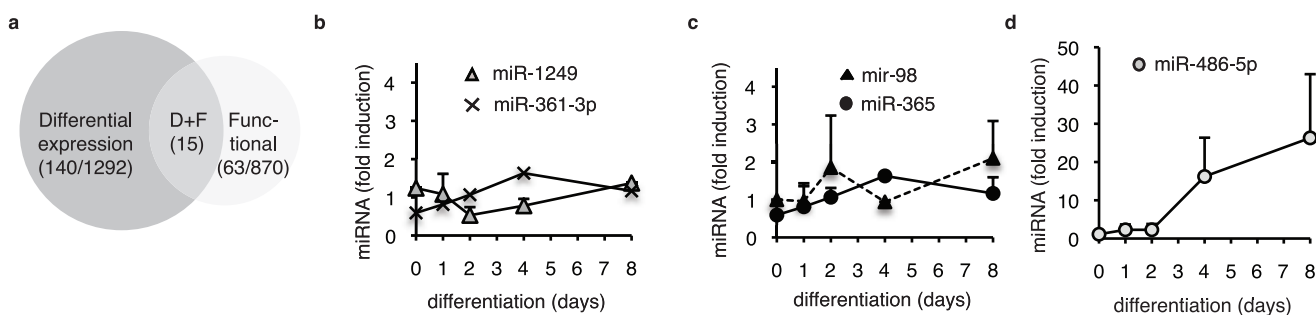 a
Differential
expression
(140/1292)
D+F
(15)
Func-
tional
(63/870)
b
miRNA (fold induction)
4
3
2
1
0
miR-1249
miR-361-3p
0 1 2 3 4 5 6 7 8
differentiation (days)
c
miRNA (fold induction)
4
3
2
1
0
mir-98
miR-365
0 1 2 3 4 5 6 7 8
differentiation (days)
d
miRNA (fold induction)
50
40
30
20
10
0
miR-486-5p
0 1 2 3 4 5 6 7 8
differentiation (days)